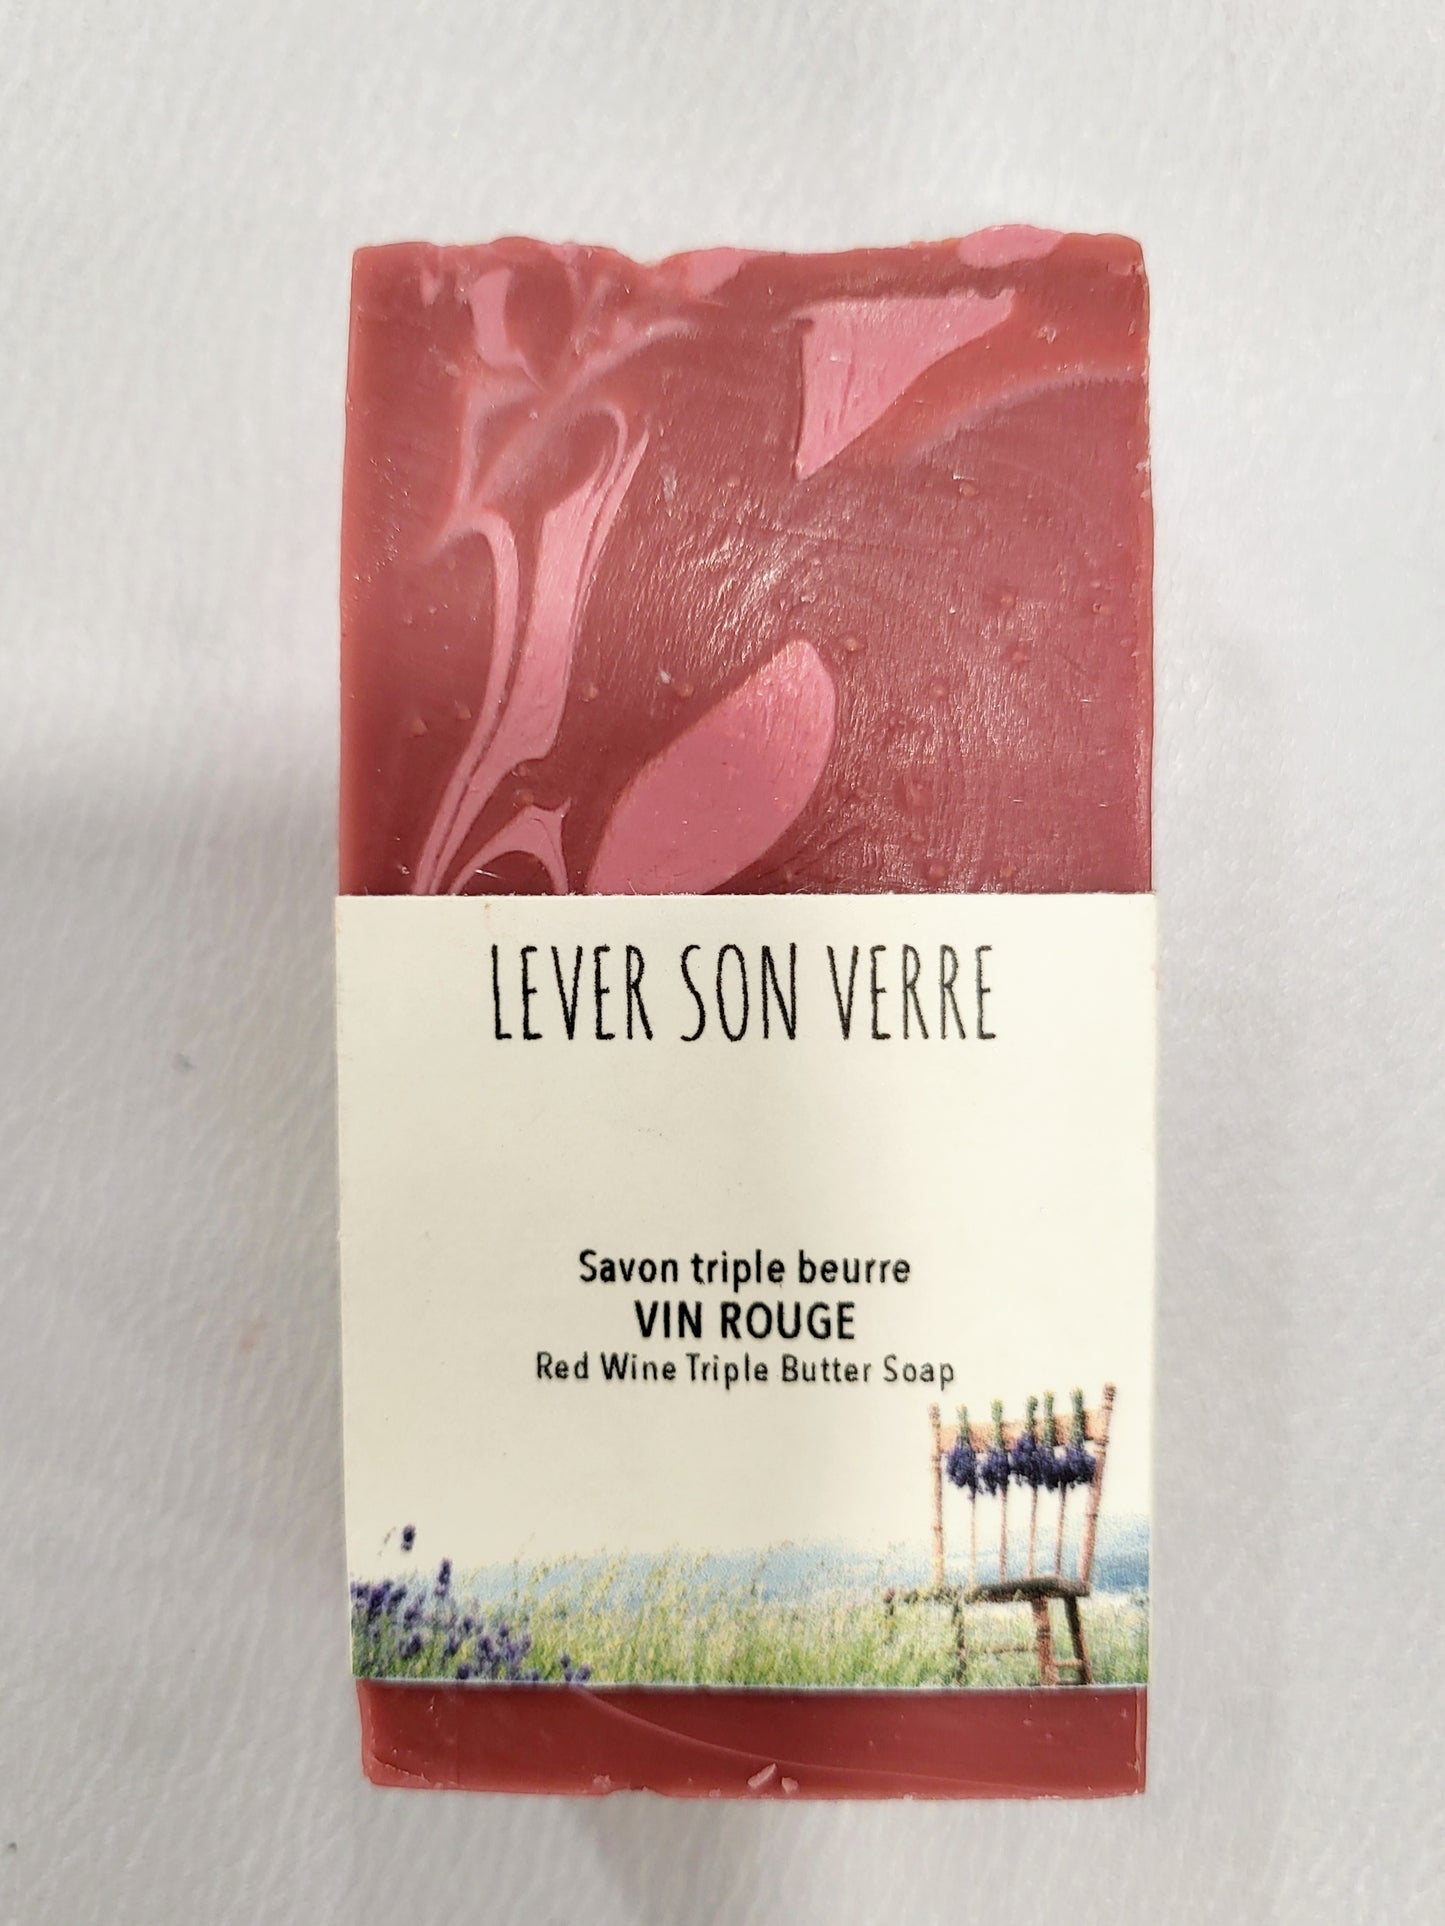 LEVER SON VERRE
Savon triple beurre
VIN ROUGE
Red Wine Triple Butter Soap